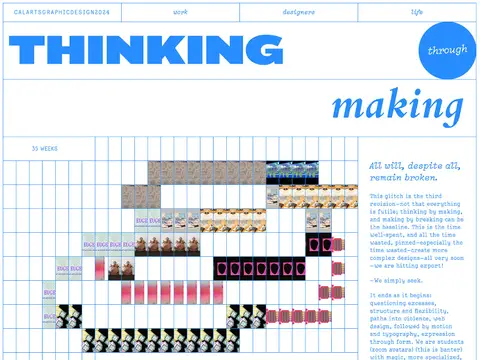 CALARTSGRAPHICDESIGN2024
work
designers
life
THINKING
through
making
35 WEEKS
All will, despite all,
remain broken.
This glitch is the third
revision—not that everything
is futile; thinking by making,
and making by breaking can be
the baseline. This is the time
well-spent, and all the time
wasted, pinned—especially the
time wasted—create more
complex designs—all very soon
—we are hitting airport!
—We simply seek.
It ends as it begins:
questioning excesses,
structure and flexibility,
paths into violence, web
design, followed by motion
and typography, expression
through form. We are students
(zoom avatars) (this is banter)
with magic, more specialized,